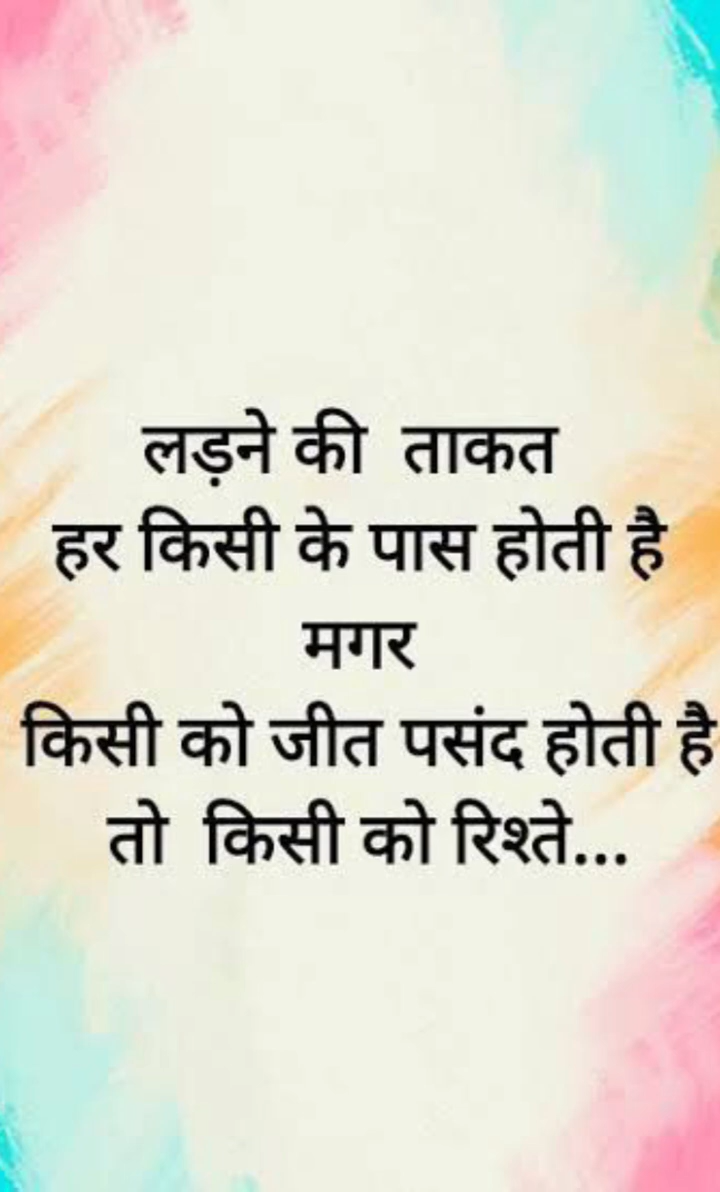 लड़ने की ताकत
हर किसी के पास होती है
मगर
किसी को जीत पसंद होती है
तो किसी को रिश्ते...